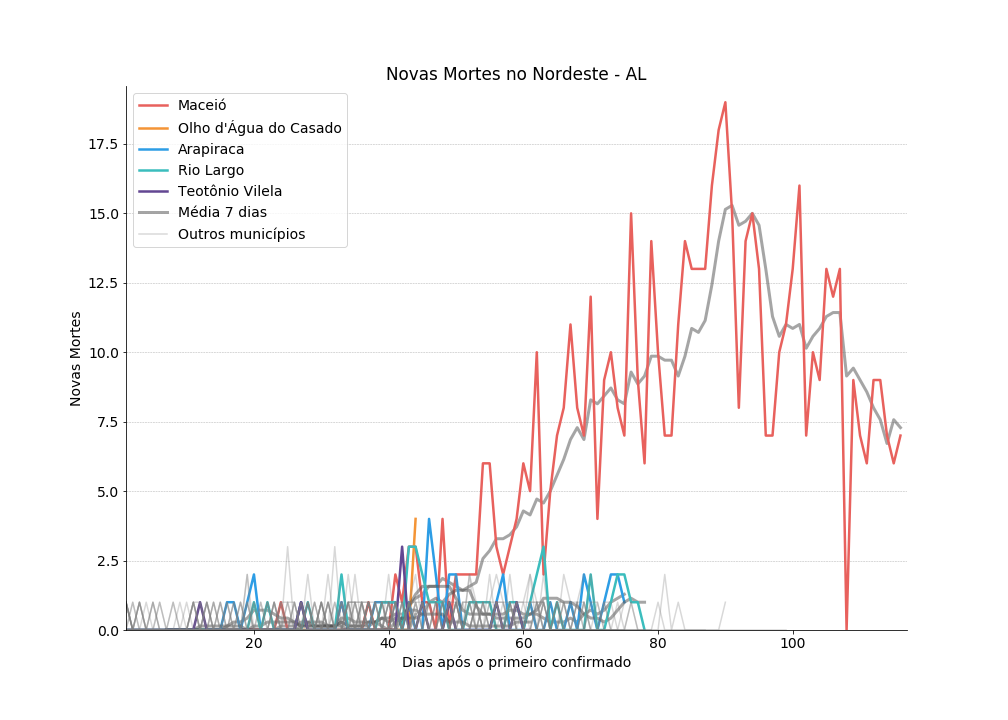 Novas Mortes no Nordeste - AL
Maceió
Olho d'Água do Casado
Arapiraca
Rio Largo
Teotônio Vilela
Média 7 dias
Outros municípios
17.5
15.0
12.5
10.0
7.5
5.0
2.5
0.0
Novas Mortes
20
40
60
80
100
Dias após o primeiro confirmado